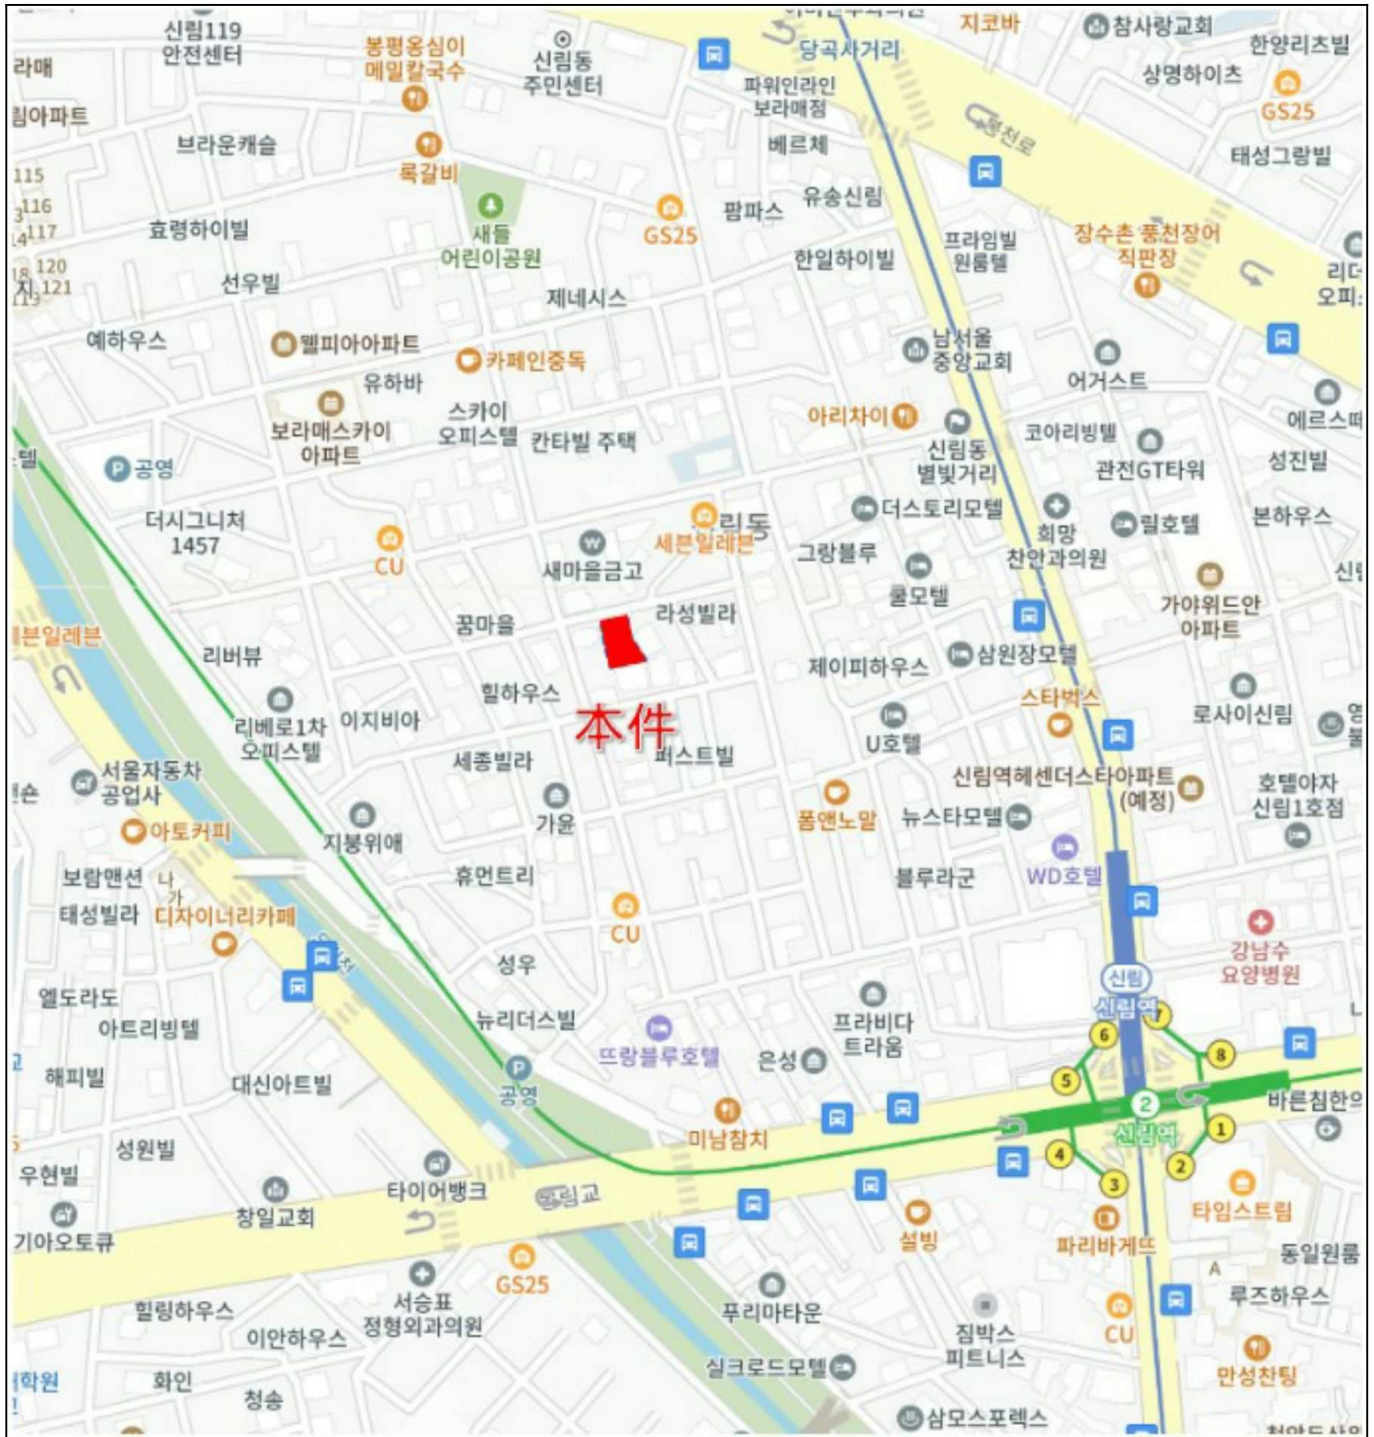 신림119
안전센터
봉평옹심이
메밀칼국수
신림동
주민센터
당곡사거리
지코바
참사랑교회
한양리츠빌
라매
상명하이츠
GS25
림아파트
파워인라인
보라매점
브라운캐슬
록갈비
베르체
태성그랑빌
115
116
117
효령하이빌
새들
어린이공원
GS25
팜파스
유송신림
프라임빌
원룸텔
장수촌 풍천장어
직판장
120
121
선우빌
제네시스
한일하이빌
예하우스
웰피아아파트
카페인중독
유하바
남서울
중앙교회
어거스트
보라매스카이
아파트
스카이
오피스텔
칸타빌 주택
아리차이
신림동
별빛거리
코아리빙텔
관전GT타워
성진빌
P 공영
더시그니처
1457
CU
새마을금고
세븐일레븐
더스토리모텔
그랑블루
희망
찬안과의원
릴호텔
본하우스
쿨모텔
가야위드안
아파트
꿈마을
라성빌라
리버뷰
제이피하우스
삼원장모텔
힐하우스
本件
스타벅스
로사이신림
리베로1차
오피스텔
이지비아
U호텔
세종빌라
퍼스트빌
서울자동차
공업사
신림역헤센더스타아파트
(예정)
호텔야자
신림1호점
아토커피
지붕위애
가윤
폼앤노말
뉴스타모텔
보람맨션
나
가
휴먼트리
블루라군
WD호텔
태성빌라
디자이너리카페
CU
강남수
요양병원
성우
엘도라도
아트리빙텔
뉴리더스빌
뜨랑블루호텔
프라비다
트라움
은성
신림
신림역
7
6
8
5
해피빌
대신아트빌
P
공영
2
신림역
바른침한의
미남참치
1
4
2
3
성원빌
우현빌
타이어뱅크
창일교회
기아오토큐
설빙
파리바게뜨
타임스트림
동일원룸
GS25
A
루즈하우스
힐링하우스
서승표
정형외과의원
푸리마타운
짐박스
피트니스
CU
이안하우스
만성찬팅
실크로드모텔
화인
청송
삼모스포렉스